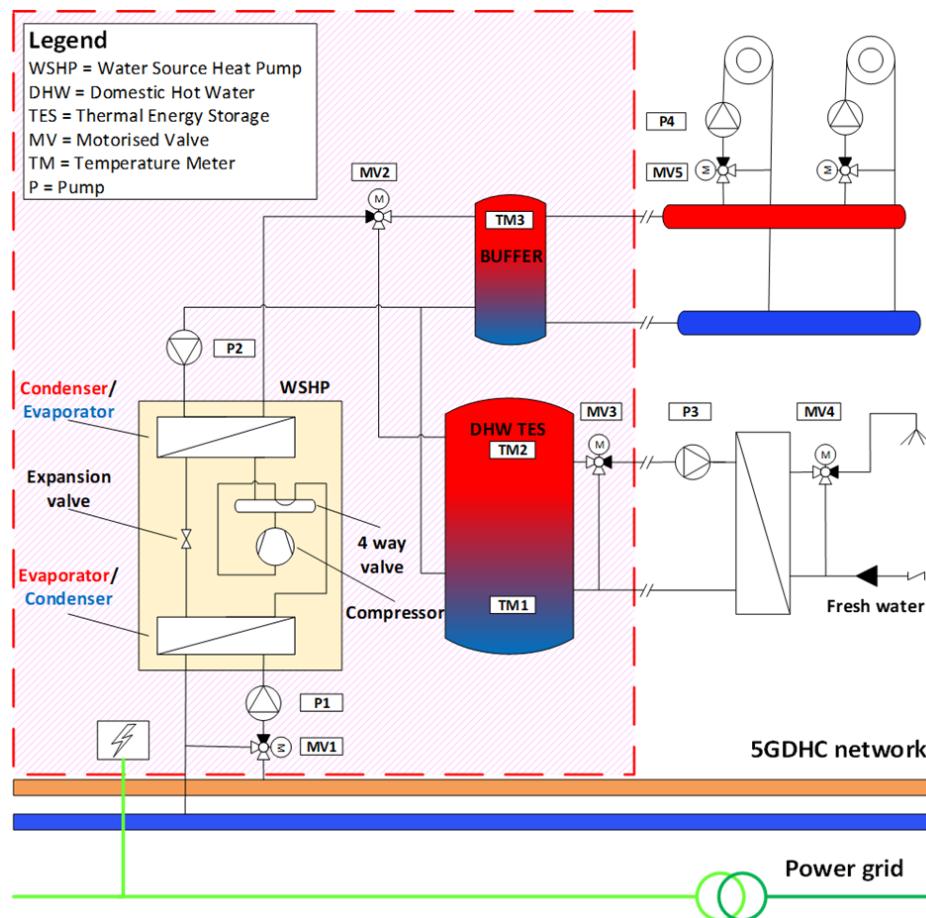 Legend
WSHP = Water Source Heat Pump
DHW = Domestic Hot Water
TES = Thermal Energy Storage
MV = Motorised Valve
TM = Temperature Meter
P = Pump
P4
MV5
M
M
MV2
M
TM3
BUFFER
P2
WSHP
Condenser/
Evaporator
Expansion
valve
4 way
valve
Compressor
Evaporator/
Condenser
DHW TES
TM2
TM1
MV3
M
P3
MV4
M
Fresh water
P1
MV1
M
5GDHC network
Power grid